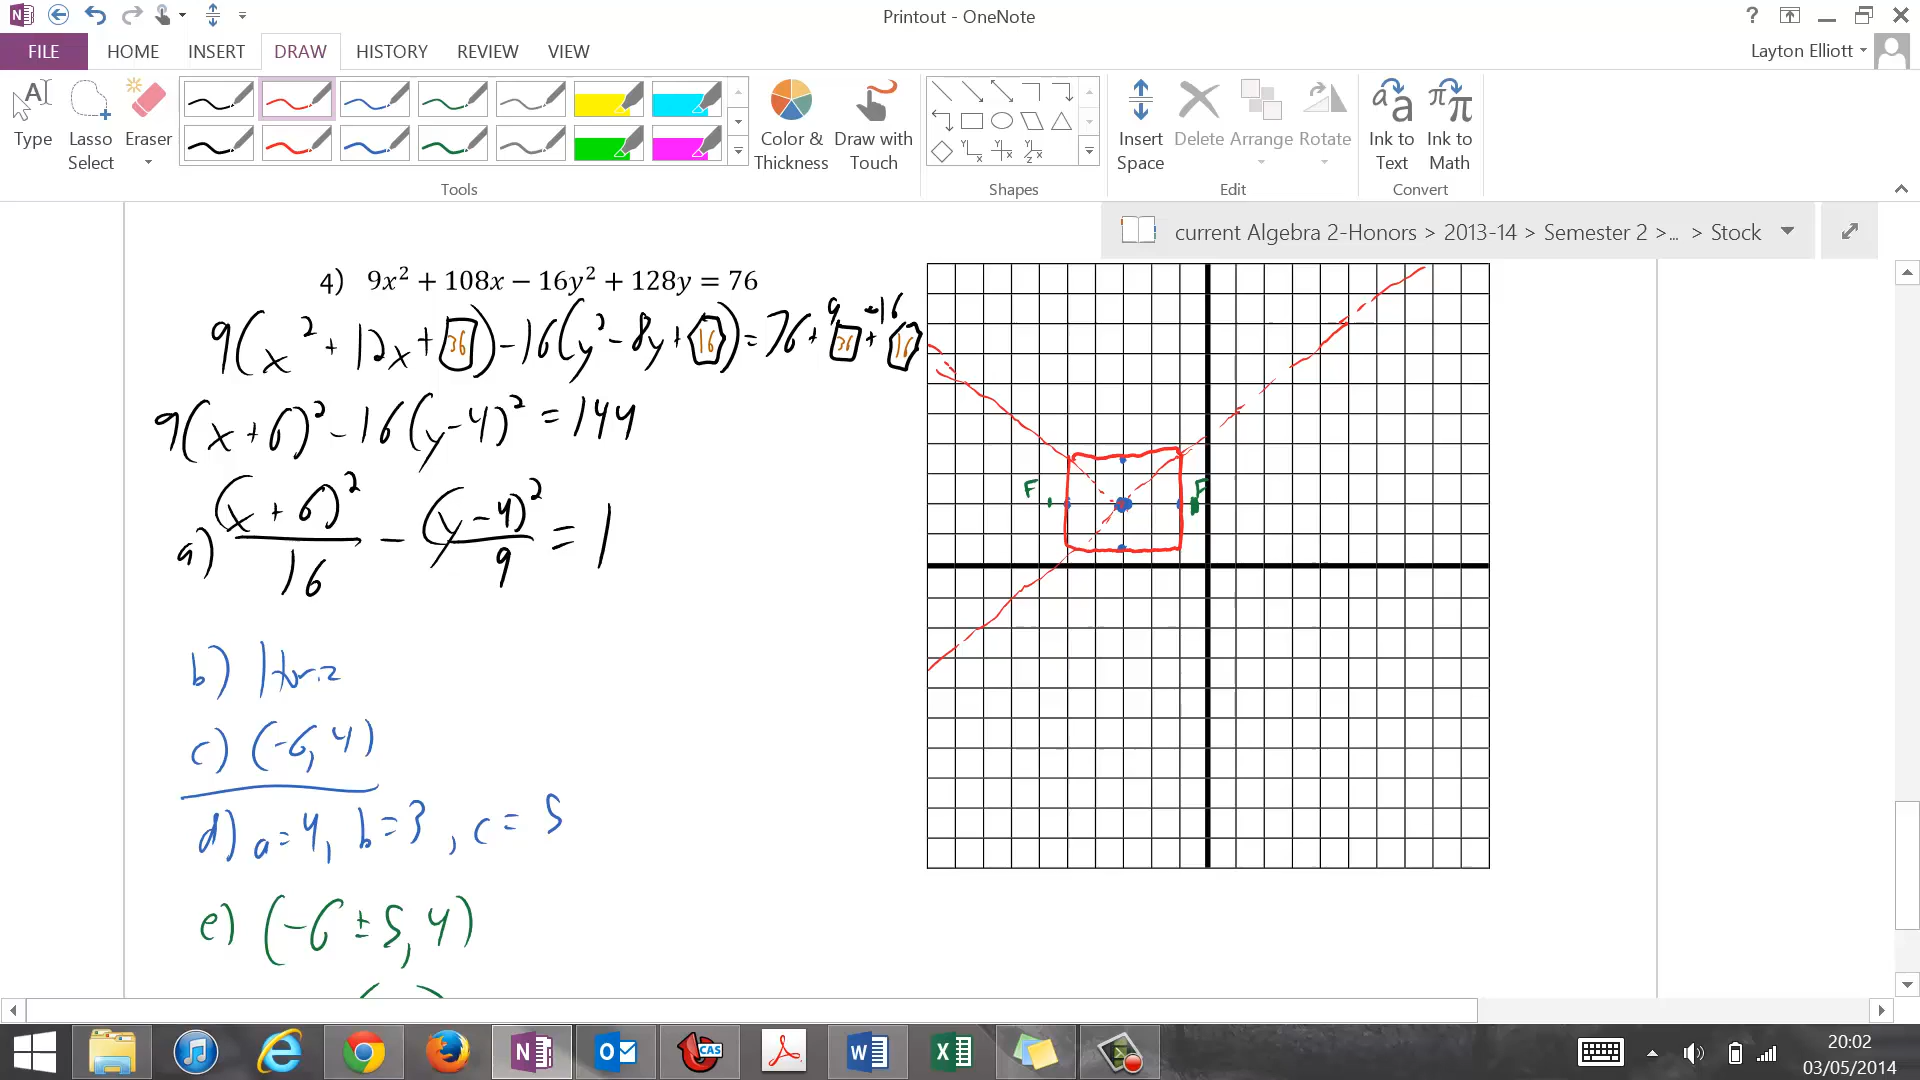 Printout - OneNote
FILE HOME INSERT DRAW HISTORY REVIEW VIEW
Layton Elliott
Type
Lasso Select
Eraser
Color & Thickness
Draw with Touch
Insert Space
Delete
Arrange
Rotate
Ink to Text
Ink to Math
Tools
Shapes
Edit
Convert
current Algebra 2-Honors > 2013-14 > Semester 2 >... > Stock
4) 9x² + 108x − 16y² + 128y = 76
9(x² + 12x + 36) - 16(y² - 8y + 16) = 76 + 9 36 + -16 16
9(x + 6)² - 16(y - 4)² = 144
a) (x + 6)²/16 - (y - 4)²/9 = 1
F F
b) Horiz
c) (-6, 4)
d) a = 4, b = 3, c = 5
e) (-6 ± 5, 4)
20:02
03/05/2014